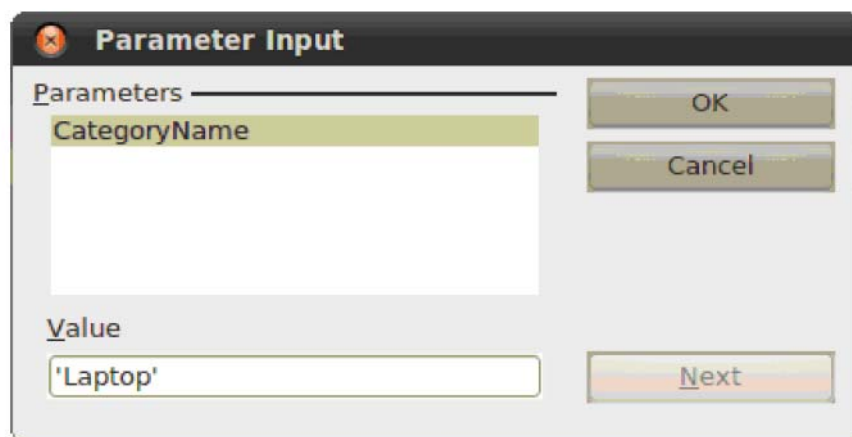 Parameter Input
Parameters
OK
CategoryName
Cancel
Value
'Laptop'
Next